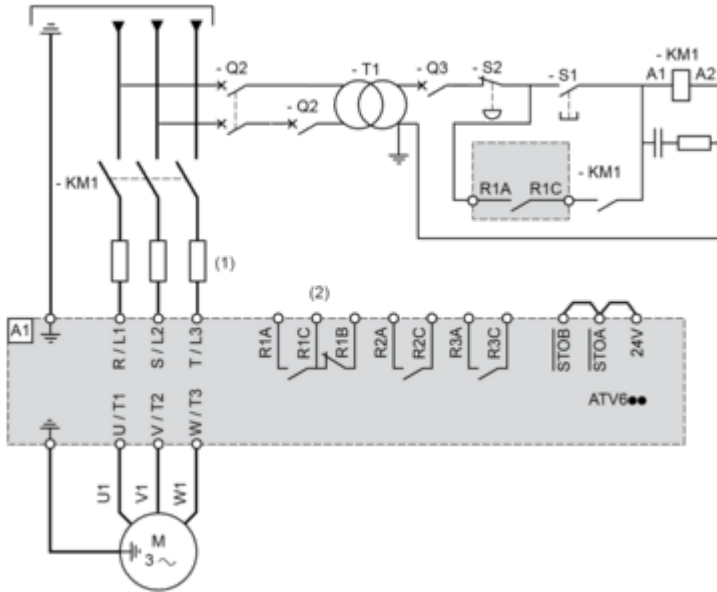 - Q2
- T1
- Q3
- S2
- S1
- KM1
A1
A2
- Q2
- KM1
R1A
R1C
- KM1
(1)
(2)
A1
R / L1
S / L2
T / L3
R1A
R1C
R1B
R2A
R2C
R3A
R3C
STOB
STOA
24V
ATV6●●
U / T1
V / T2
W / T3
U1
V1
W1
M
3 ~